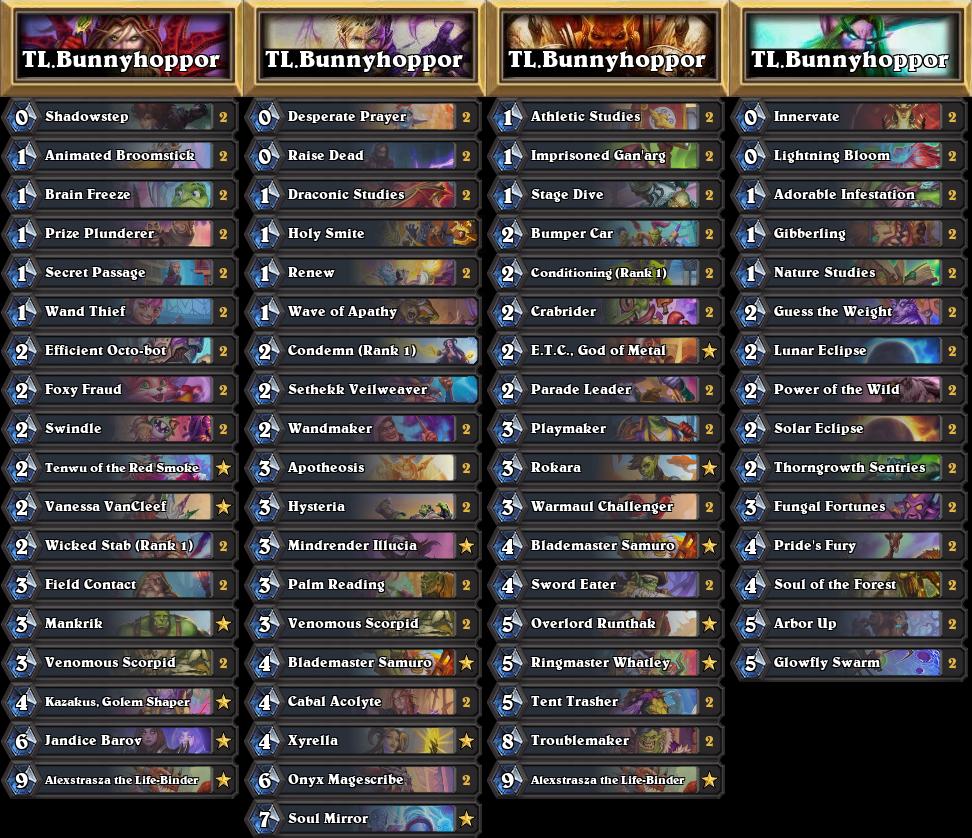 TL.Bunnyhoppor
0 Shadowstep 2
1 Animated Broomstick 2
1 Brain Freeze 2
1 Prize Plunderer 2
1 Secret Passage 2
1 Wand Thief 2
2 Efficient Octo-bot 2
2 Foxy Fraud 2
2 Swindle 2
2 Tenwu of the Red Smoke
2 Vanessa VanCleef
2 Wicked Stab (Rank 1) 2
3 Field Contact 2
3 Mankrik
3 Venomous Scorpid 2
4 Kazakus, Golem Shaper
6 Jandice Barov
9 Alexstrasza the Life-Binder
TL.Bunnyhoppor
0 Desperate Prayer 2
0 Raise Dead 2
1 Draconic Studies 2
1 Holy Smite 2
1 Renew 2
1 Wave of Apathy 2
2 Condemn (Rank 1) 2
2 Sethekk Veilweaver 2
2 Wandmaker 2
3 Apotheosis 2
3 Hysteria 2
3 Mindrender Illucia
3 Palm Reading 2
3 Venomous Scorpid 2
4 Blademaster Samuro
4 Cabal Acolyte 2
4 Xyrella
6 Onyx Magescribe 2
7 Soul Mirror
TL.Bunnyhoppor
1 Athletic Studies 2
1 Imprisoned Gan'arg 2
1 Stage Dive 2
2 Bumper Car 2
2 Conditioning (Rank 1) 2
2 Crabrider 2
2 E.T.C., God of Metal
2 Parade Leader 2
3 Playmaker 2
3 Rokara
3 Warmaul Challenger 2
4 Blademaster Samuro
4 Sword Eater 2
5 Overlord Runthak
5 Ringmaster Whatley
5 Tent Trasher 2
8 Troublemaker 2
9 Alexstrasza the Life-Binder
TL.Bunnyhoppor
0 Innervate 2
0 Lightning Bloom 2
1 Adorable Infestation 2
1 Gibberling 2
1 Nature Studies 2
2 Guess the Weight 2
2 Lunar Eclipse 2
2 Power of the Wild 2
2 Solar Eclipse 2
2 Thorngrowth Sentries 2
3 Fungal Fortunes 2
4 Pride's Fury 2
4 Soul of the Forest 2
5 Arbor Up 2
5 Glowfly Swarm 2